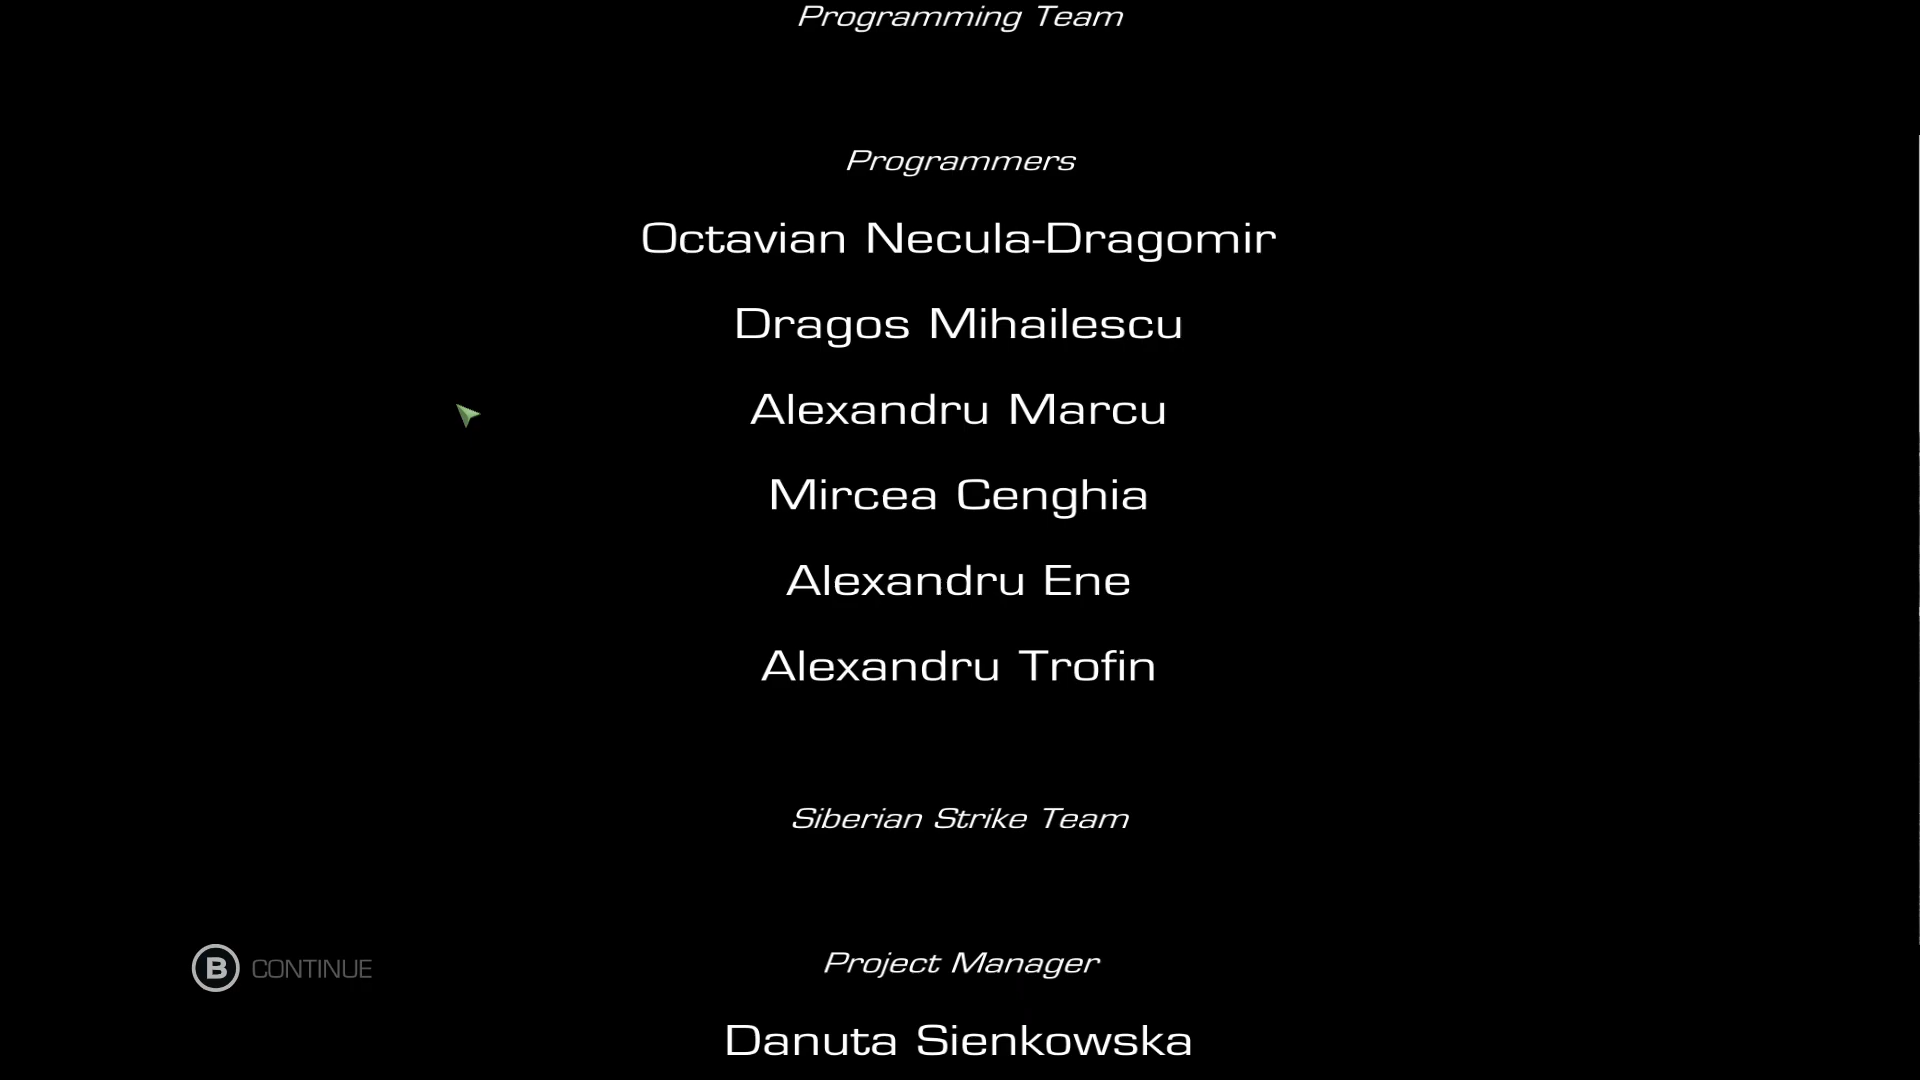 Programming Team
Programmers
Octavian Necula-Dragomir
Dragos Mihailescu
Alexandru Marcu
Mircea Cenghia
Alexandru Ene
Alexandru Trofin
Siberian Strike Team
Project Manager
B CONTINUE
Danuta Sienkowska